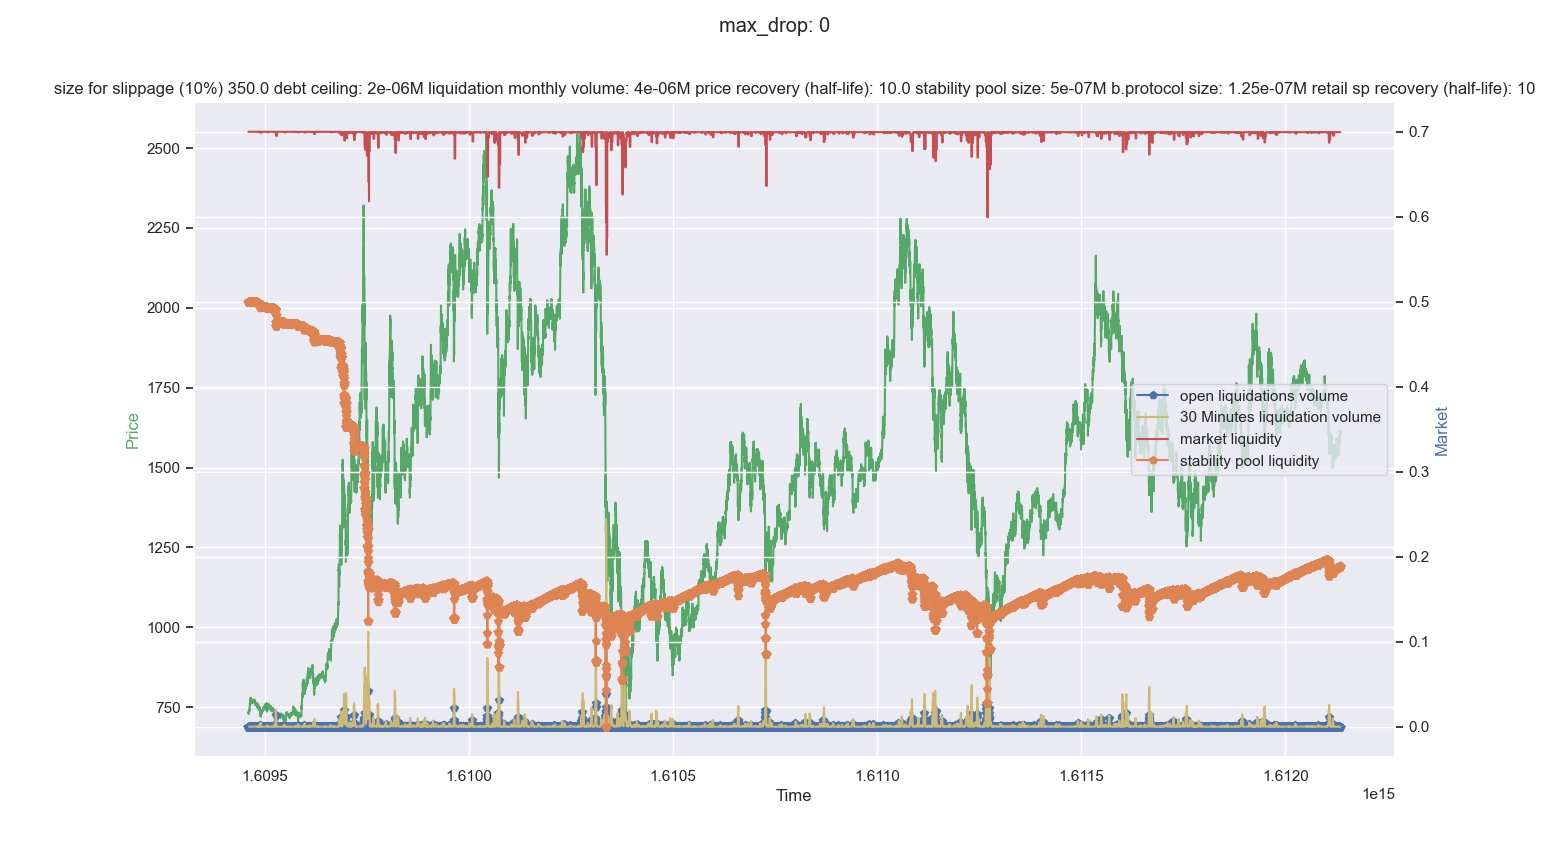 max_drop: 0
size for slippage (10%) 350.0 debt ceiling: 2e-06M liquidation monthly volume: 4e-06M price recovery (half-life): 10.0 stability pool size: 5e-07M b.protocol size: 1.25e-07M retail sp recovery (half-life): 10
2500
2250
2000
1750
1500
1250
1000
750
Price
0.7
0.6
0.5
0.4
0.3
0.2
0.1
0.0
Market
open liquidations volume
30 Minutes liquidation volume
market liquidity
stability pool liquidity
1.6095
1.6100
1.6105
1.6110
1.6115
1.6120
Time
1e15